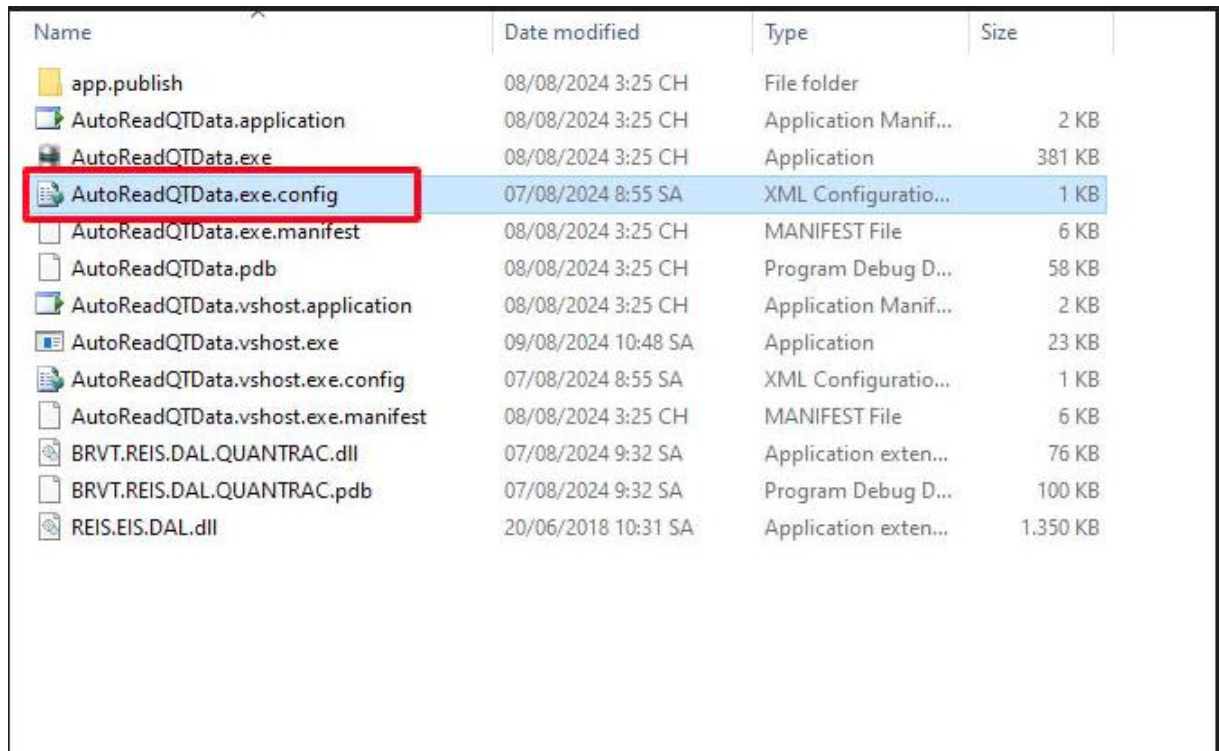 Name Date modified Type Size
app.publish 08/08/2024 3:25 CH File folder
AutoReadQTData.application 08/08/2024 3:25 CH Application Manif... 2 KB
AutoReadQTData.exe 08/08/2024 3:25 CH Application 381 KB
AutoReadQTData.exe.config 07/08/2024 8:55 SA XML Configuratio... 1 KB
AutoReadQTData.exe.manifest 08/08/2024 3:25 CH MANIFEST File 6 KB
AutoReadQTData.pdb 08/08/2024 3:25 CH Program Debug D... 58 KB
AutoReadQTData.vshost.application 08/08/2024 3:25 CH Application Manif... 2 KB
AutoReadQTData.vshost.exe 09/08/2024 10:48 SA Application 23 KB
AutoReadQTData.vshost.exe.config 07/08/2024 8:55 SA XML Configuratio... 1 KB
AutoReadQTData.vshost.exe.manifest 08/08/2024 3:25 CH MANIFEST File 6 KB
BRVT.REIS.DAL.QUANTRAC.dll 07/08/2024 9:32 SA Application exten... 76 KB
BRVT.REIS.DAL.QUANTRAC.pdb 07/08/2024 9:32 SA Program Debug D... 100 KB
REIS.EIS.DAL.dll 20/06/2018 10:31 SA Application exten... 1.350 KB